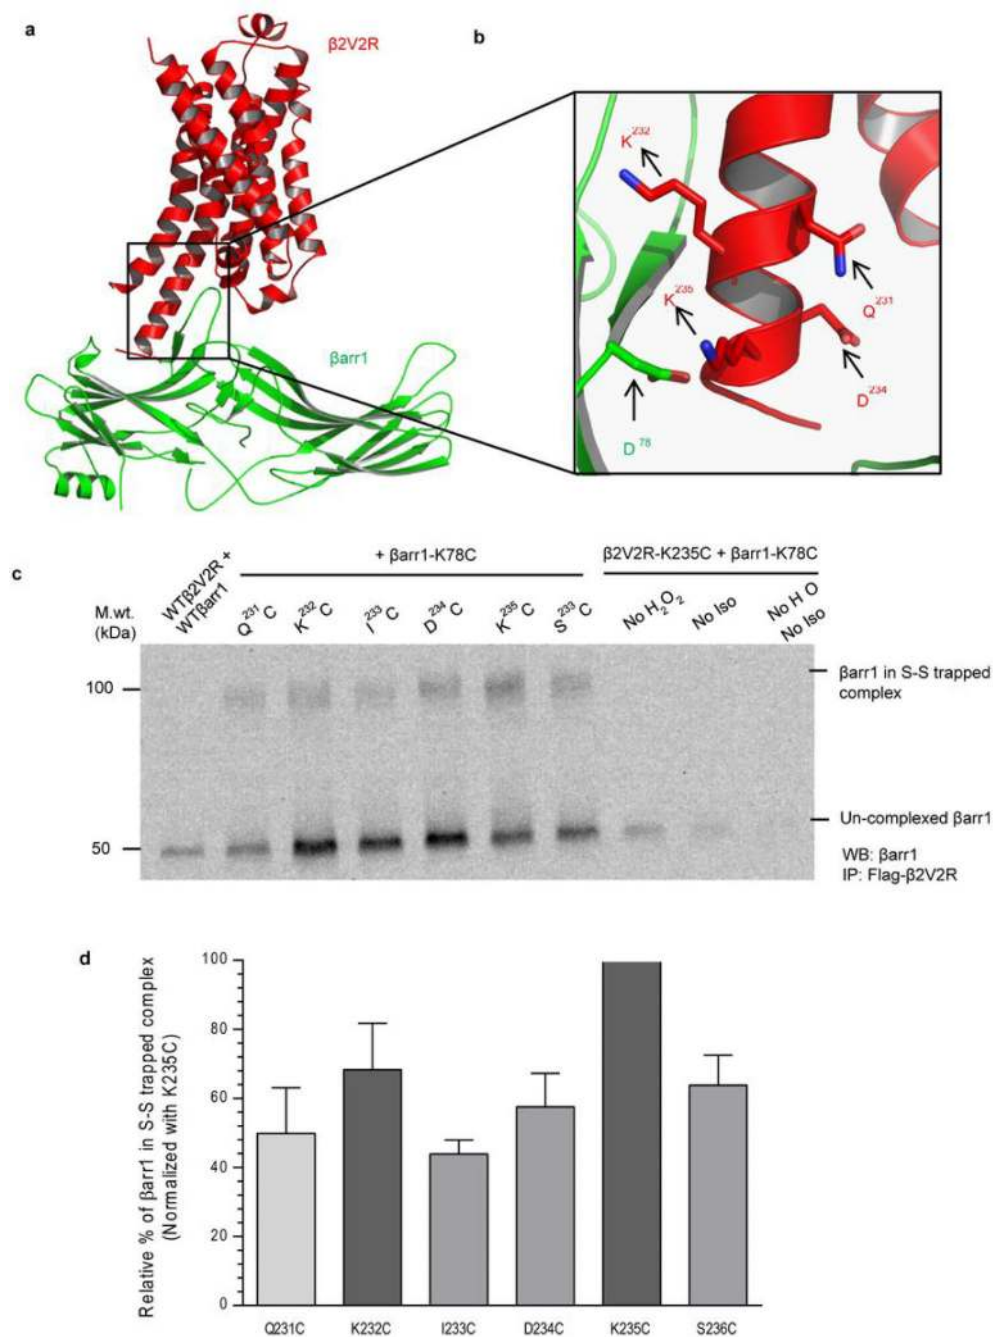 a
β2V2R
βarr1
b
K232
K235
Q231
D234
D78
c
WTβ2V2R +
WTβarr1
+ βarr1-K78C
β2V2R-K235C + βarr1-K78C
Q231C
K232C
I233C
D234C
K235C
S233C
No H2O2
No Iso
No H O
No Iso
M.wt.
(kDa)
100
50
βarr1 in S-S trapped
complex
Un-complexed βarr1
WB: βarr1
IP: Flag-β2V2R
d
Relative % of βarr1 in S-S trapped complex
(Normalized with K235C)
100
80
60
40
20
0
Q231C K232C I233C D234C K235C S236C